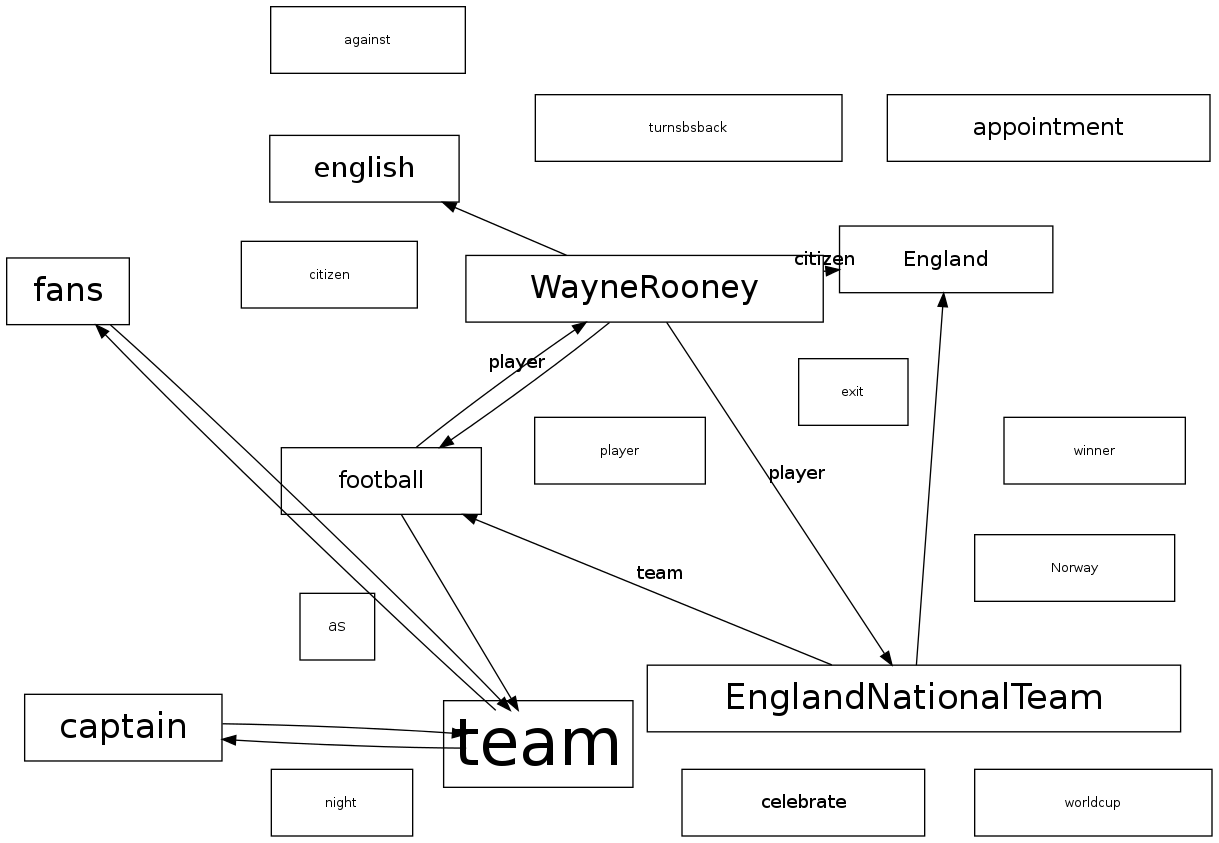 against
turnsbsback
appointment
english
citizen
England
citizen
fans
WayneRooney
player
exit
player
winner
player
football
team
Norway
as
EnglandNationalTeam
captain
team
night
celebrate
worldcup